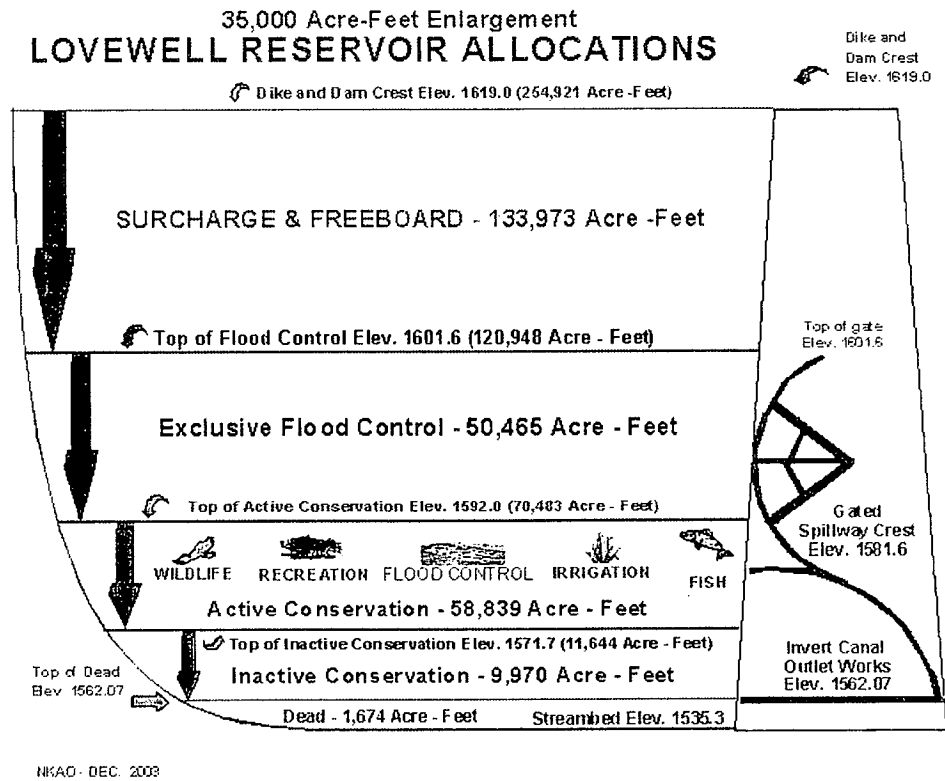 35,000 Acre-Feet Enlargement
LOVEWELL RESERVOIR ALLOCATIONS
Dike and
Dam Crest
Elev. 1619.0
Dike and Dam Crest Elev. 1619.0 (254,921 Acre -Feet)
SURCHARGE & FREEBOARD - 133,973 Acre -Feet
Top of gate
Elev. 1601.6
Top of Flood Control Elev. 1601.6 (120,948 Acre - Feet)
Exclusive Flood Control - 50,465 Acre - Feet
Top of Active Conservation Elev. 1592.0 (70,483 Acre - Feet)
Gated
Spillway Crest
Elev. 1581.6
WILDLIFE RECREATION FLOOD CONTROL IRRIGATION FISH
Active Conservation - 58,839 Acre - Feet
Top of Inactive Conservation Elev. 1571.7 (11,644 Acre - Feet)
Inactive Conservation - 9,970 Acre - Feet
Invert Canal
Outlet Works
Elev. 1562.07
Top of Dead
Elev. 1562.07
Dead - 1,674 Acre - Feet Streambed Elev. 1535.3
NKAO - DEC. 2003